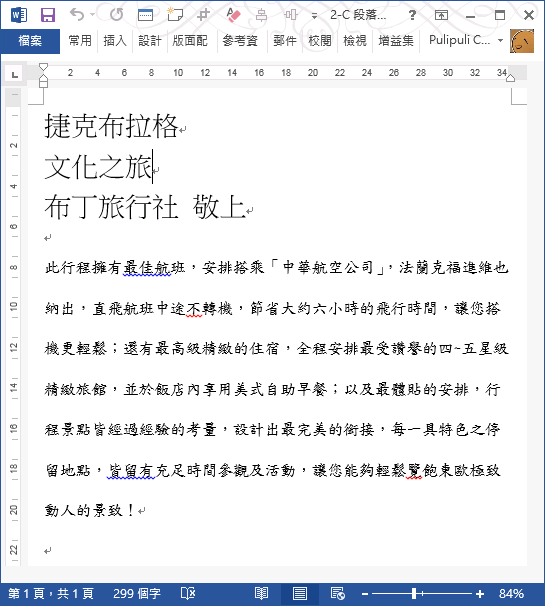 2-C 段落...
檔案 常用 插入 設計 版面配 參考資 郵件 校閱 檢視 增益集 Pulipuli C...
L 2 4 6 8 10 12 14 16 18 20 22 24 26 28 30 32 34
捷克布拉格
文化之旅
布丁旅行社 敬上
此行程擁有最佳航班，安排搭乘「中華航空公司」，法蘭克福進維也
納出，直飛航班中途不轉機，節省大約六小時的飛行時間，讓您搭
機更輕鬆；還有最高級精緻的住宿，全程安排最受讚譽的四~五星級
精緻旅館，並於飯店內享用美式自助早餐；以及最體貼的安排，行
程景點皆經過經驗的考量，設計出最完美的銜接，每一具特色之停
留地點，皆留有充足時間參觀及活動，讓您能夠輕鬆覽飽東歐極致
動人的景致！
2
4
6
8
10
12
14
16
18
20
22
第 1 頁，共 1 頁 299 個字 84%